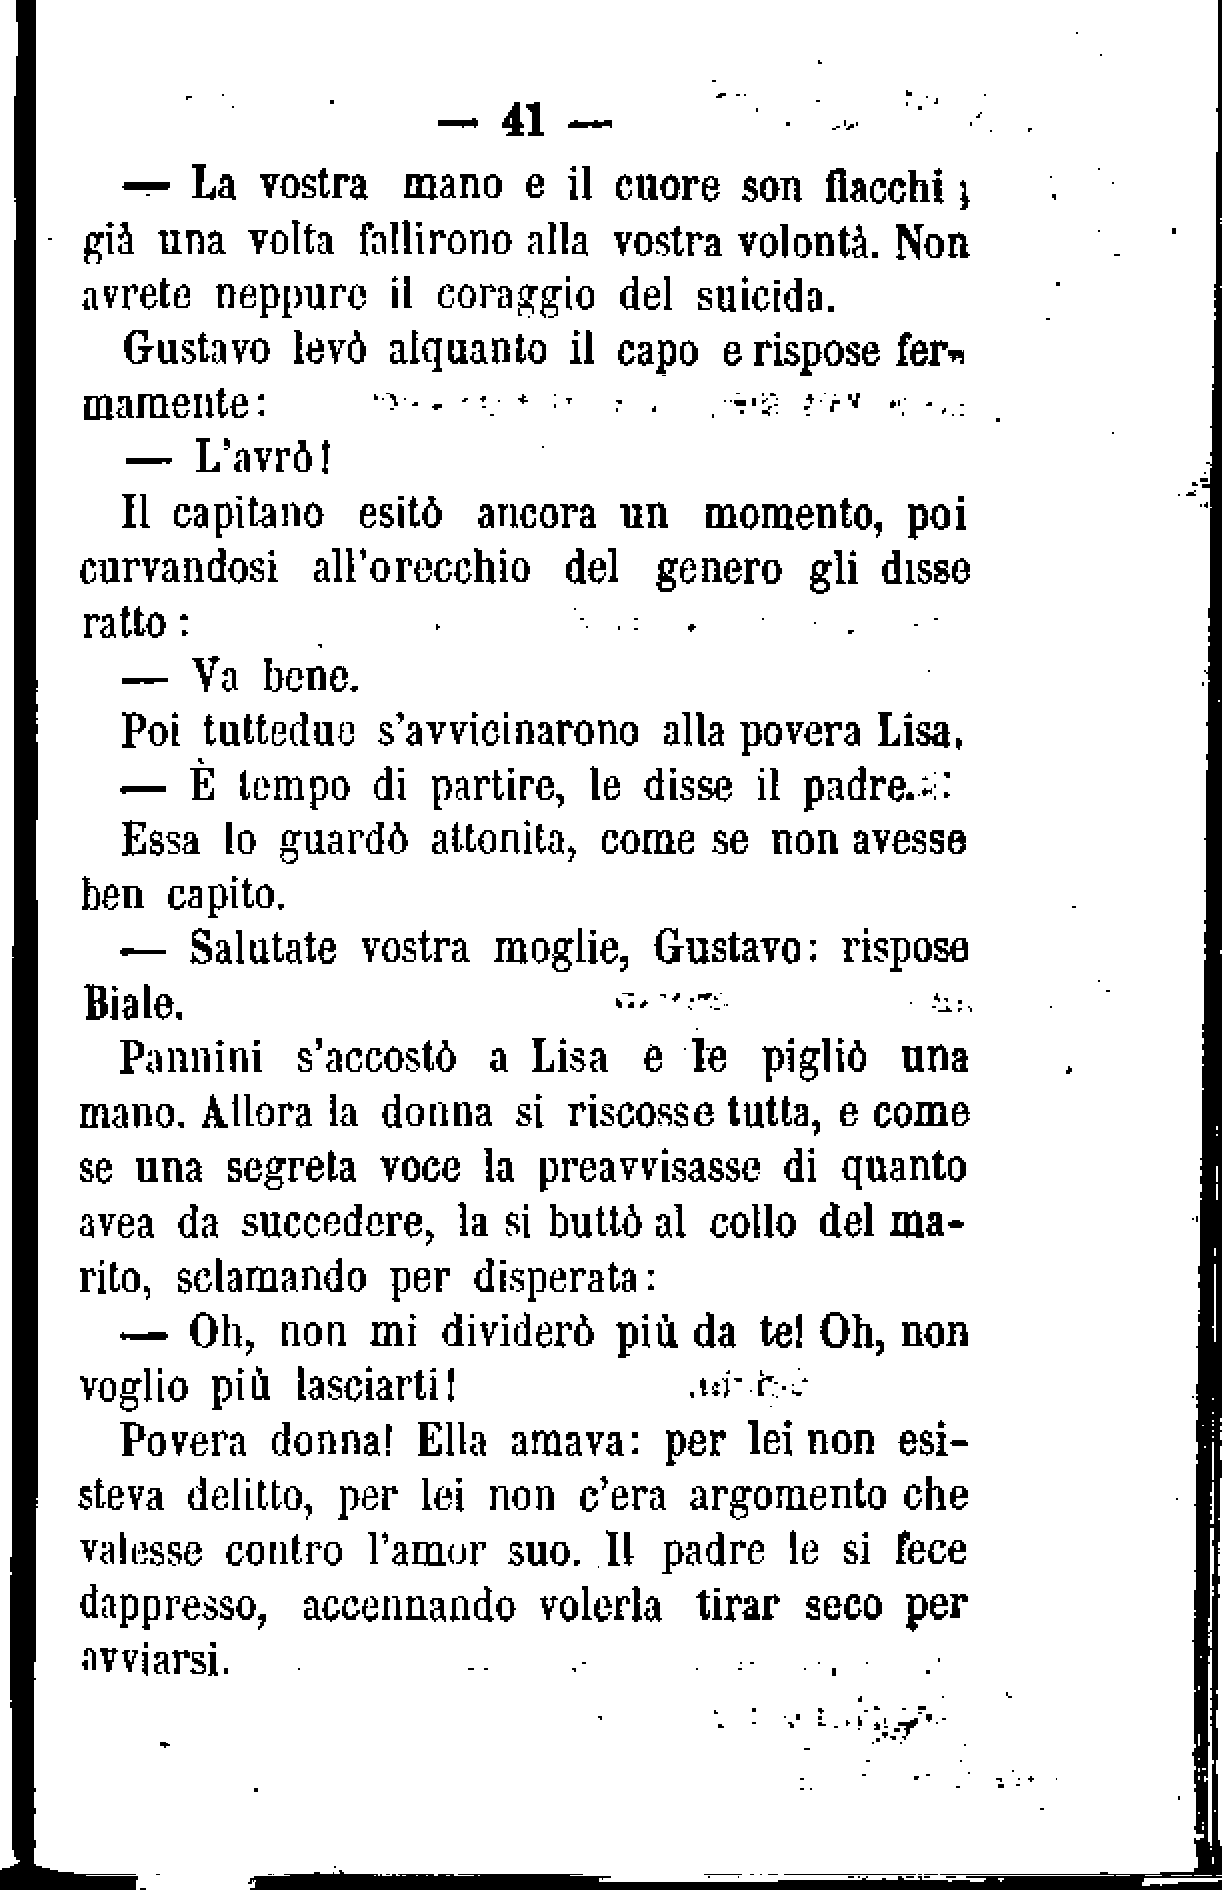 — 41 —
— La vostra mano e il cuore son fiacchi;
già una volta fallirono alla vostra volontà. Non
avrete neppure il coraggio del suicida.
Gustavo levò alquanto il capo e rispose fer-
mamente:
— L'avrò!
Il capitano esitò ancora un momento, poi
curvandosi all'orecchio del genero gli disse
ratto:
— Va bene.
Poi tuttedue s'avvicinarono alla povera Lisa.
— È tempo di partire, le disse il padre.
Essa lo guardò attonita, come se non avesse
ben capito.
— Salutate vostra moglie, Gustavo: rispose
Biale.
Pannini s'accostò a Lisa e le pigliò una
mano. Allora la donna si riscosse tutta, e come
se una segreta voce la preavvisasse di quanto
avea da succedere, la si buttò al collo del ma-
rito, sclamando per disperata:
— Oh, non mi dividerò più da te! Oh, non
voglio più lasciarti!
Povera donna! Ella amava: per lei non esi-
steva delitto, per lei non c'era argomento che
valesse contro l'amor suo. Il padre le si fece
dappresso, accennando volerla tirar seco per
avviarsi.